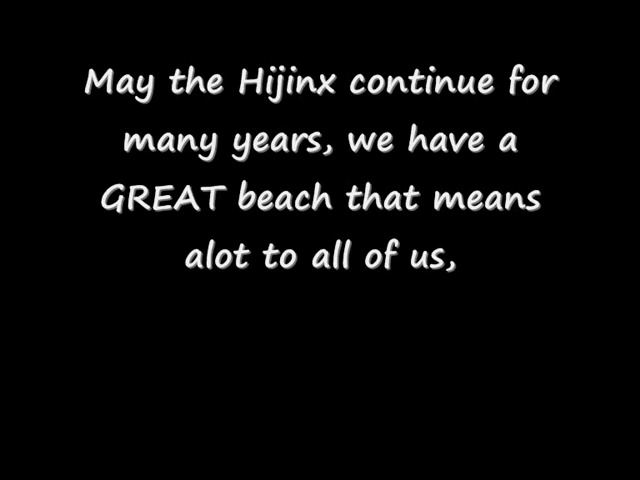 May the Hijinx continue for
many years, we have a
GREAT beach that means
alot to all of us,